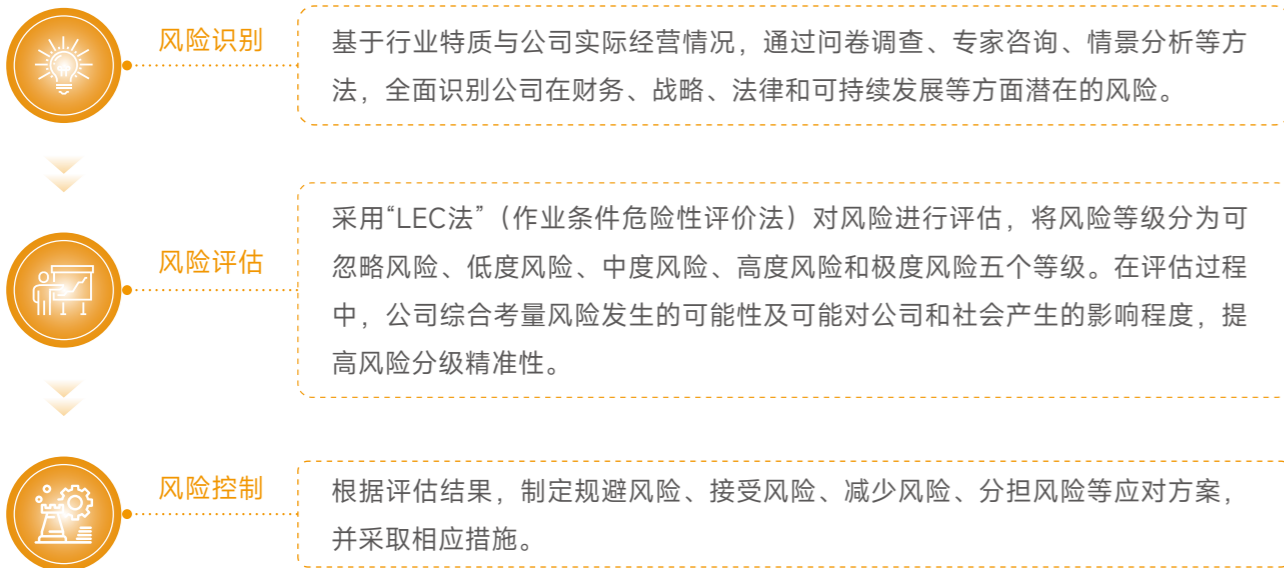 风险识别
基于行业特质与公司实际经营情况，通过问卷调查、专家咨询、情景分析等方
法，全面识别公司在财务、战略、法律和可持续发展等方面潜在的风险。
风险评估
采用“LEC法”（作业条件危险性评价法）对风险进行评估，将风险等级分为可
忽略风险、低度风险、中度风险、高度风险和极度风险五个等级。在评估过程
中，公司综合考量风险发生的可能性及可能对公司和社会产生的影响程度，提
高风险分级精准性。
风险控制
根据评估结果，制定规避风险、接受风险、减少风险、分担风险等应对方案，
并采取相应措施。